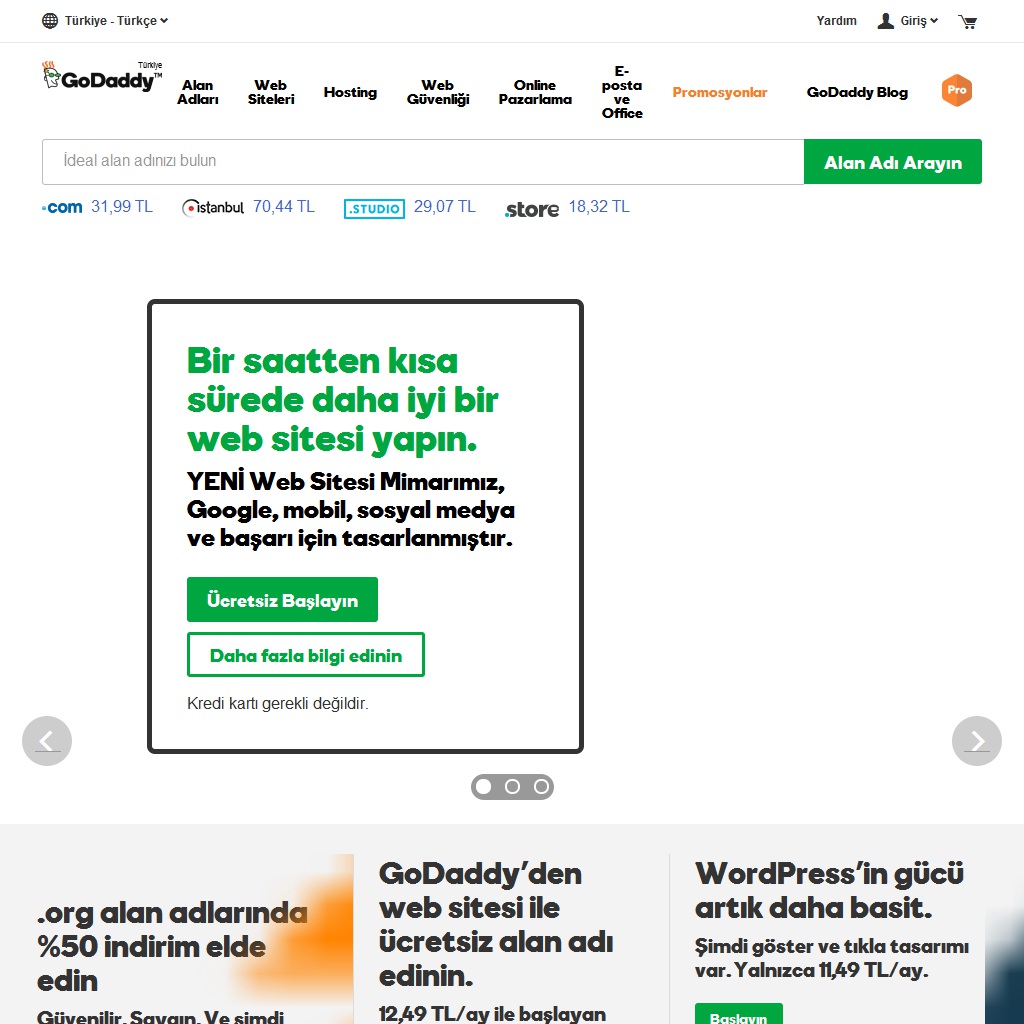 Türkiye - Türkçe
Yardım
Giriş
Türkiye
GoDaddy™
Alan
Adları
Web
Siteleri
Hosting
Web
Güvenliği
Online
Pazarlama
E-
posta
ve
Office
Promosyonlar
GoDaddy Blog
Pro
İdeal alan adınızı bulun
Alan Adı Arayın
.com 31,99 TL
istanbul 70,44 TL
.STUDIO 29,07 TL
.store 18,32 TL
Bir saatten kısa
sürede daha iyi bir
web sitesi yapın.
YENİ Web Sitesi Mimarımız,
Google, mobil, sosyal medya
ve başarı için tasarlanmıştır.
Ücretsiz Başlayın
Daha fazla bilgi edinin
Kredi kartı gerekli değildir.
.org alan adlarında
%50 indirim elde
edin
Güvenilir. Saygın. Ve şimdi
GoDaddy'den
web sitesi ile
ücretsiz alan adı
edinin.
12,49 TL/ay ile başlayan
WordPress'in gücü
artık daha basit.
Şimdi göster ve tıkla tasarımı
var. Yalnızca 11,49 TL/ay.
Başlayın